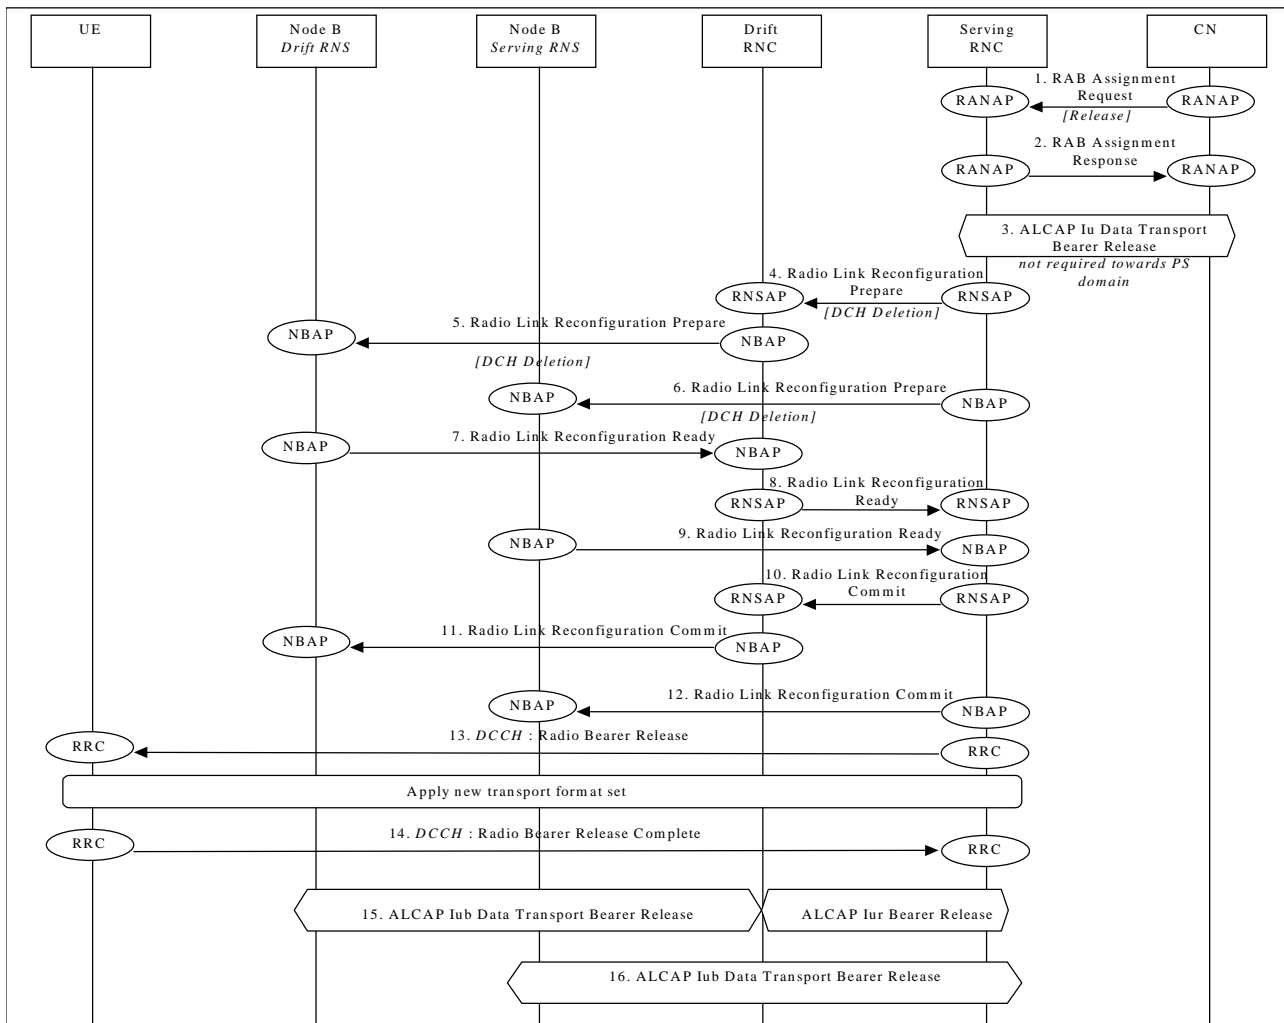 UE
Node B
Drift RNS
Node B
Serving RNS
Drift
RNC
Serving
RNC
CN
1. RAB Assignment
Request
RANAP
RANAP
[Release]
2. RAB Assignment
Response
RANAP
RANAP
3. ALCAP Iu Data Transport
Bearer Release
not required towards PS
domain
4. Radio Link Reconfiguration
Prepare
RNSAP
RNSAP
[DCH Deletion]
5. Radio Link Reconfiguration Prepare
NBAP
NBAP
[DCH Deletion]
6. Radio Link Reconfiguration Prepare
NBAP
NBAP
[DCH Deletion]
7. Radio Link Reconfiguration Ready
NBAP
NBAP
8. Radio Link Reconfiguration
Ready
RNSAP
RNSAP
9. Radio Link Reconfiguration Ready
NBAP
NBAP
10. Radio Link Reconfiguration
Commit
RNSAP
RNSAP
11. Radio Link Reconfiguration Commit
NBAP
NBAP
12. Radio Link Reconfiguration Commit
NBAP
NBAP
13. DCCH : Radio Bearer Release
RRC
RRC
Apply new transport format set
14. DCCH : Radio Bearer Release Complete
RRC
RRC
15. ALCAP Iub Data Transport Bearer Release
ALCAP Iur Bearer Release
16. ALCAP Iub Data Transport Bearer Release